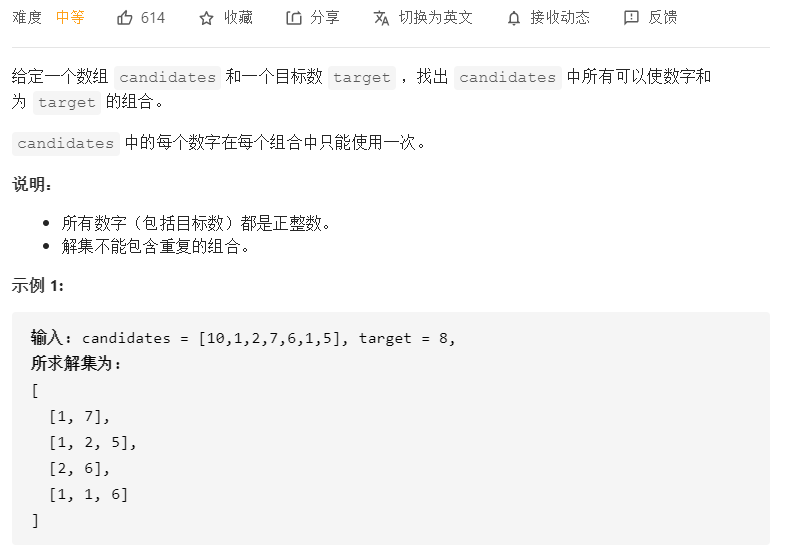 难度 中等 614 收藏 分享 切换为英文 接收动态 反馈
给定一个数组 candidates 和一个目标数 target ，找出 candidates 中所有可以使数字和
为 target 的组合。
candidates 中的每个数字在每个组合中只能使用一次。
说明：
• 所有数字（包括目标数）都是正整数。
• 解集不能包含重复的组合。
示例 1:
输入: candidates = [10,1,2,7,6,1,5], target = 8,
所求解集为:
[
[1, 7],
[1, 2, 5],
[2, 6],
[1, 1, 6]
]